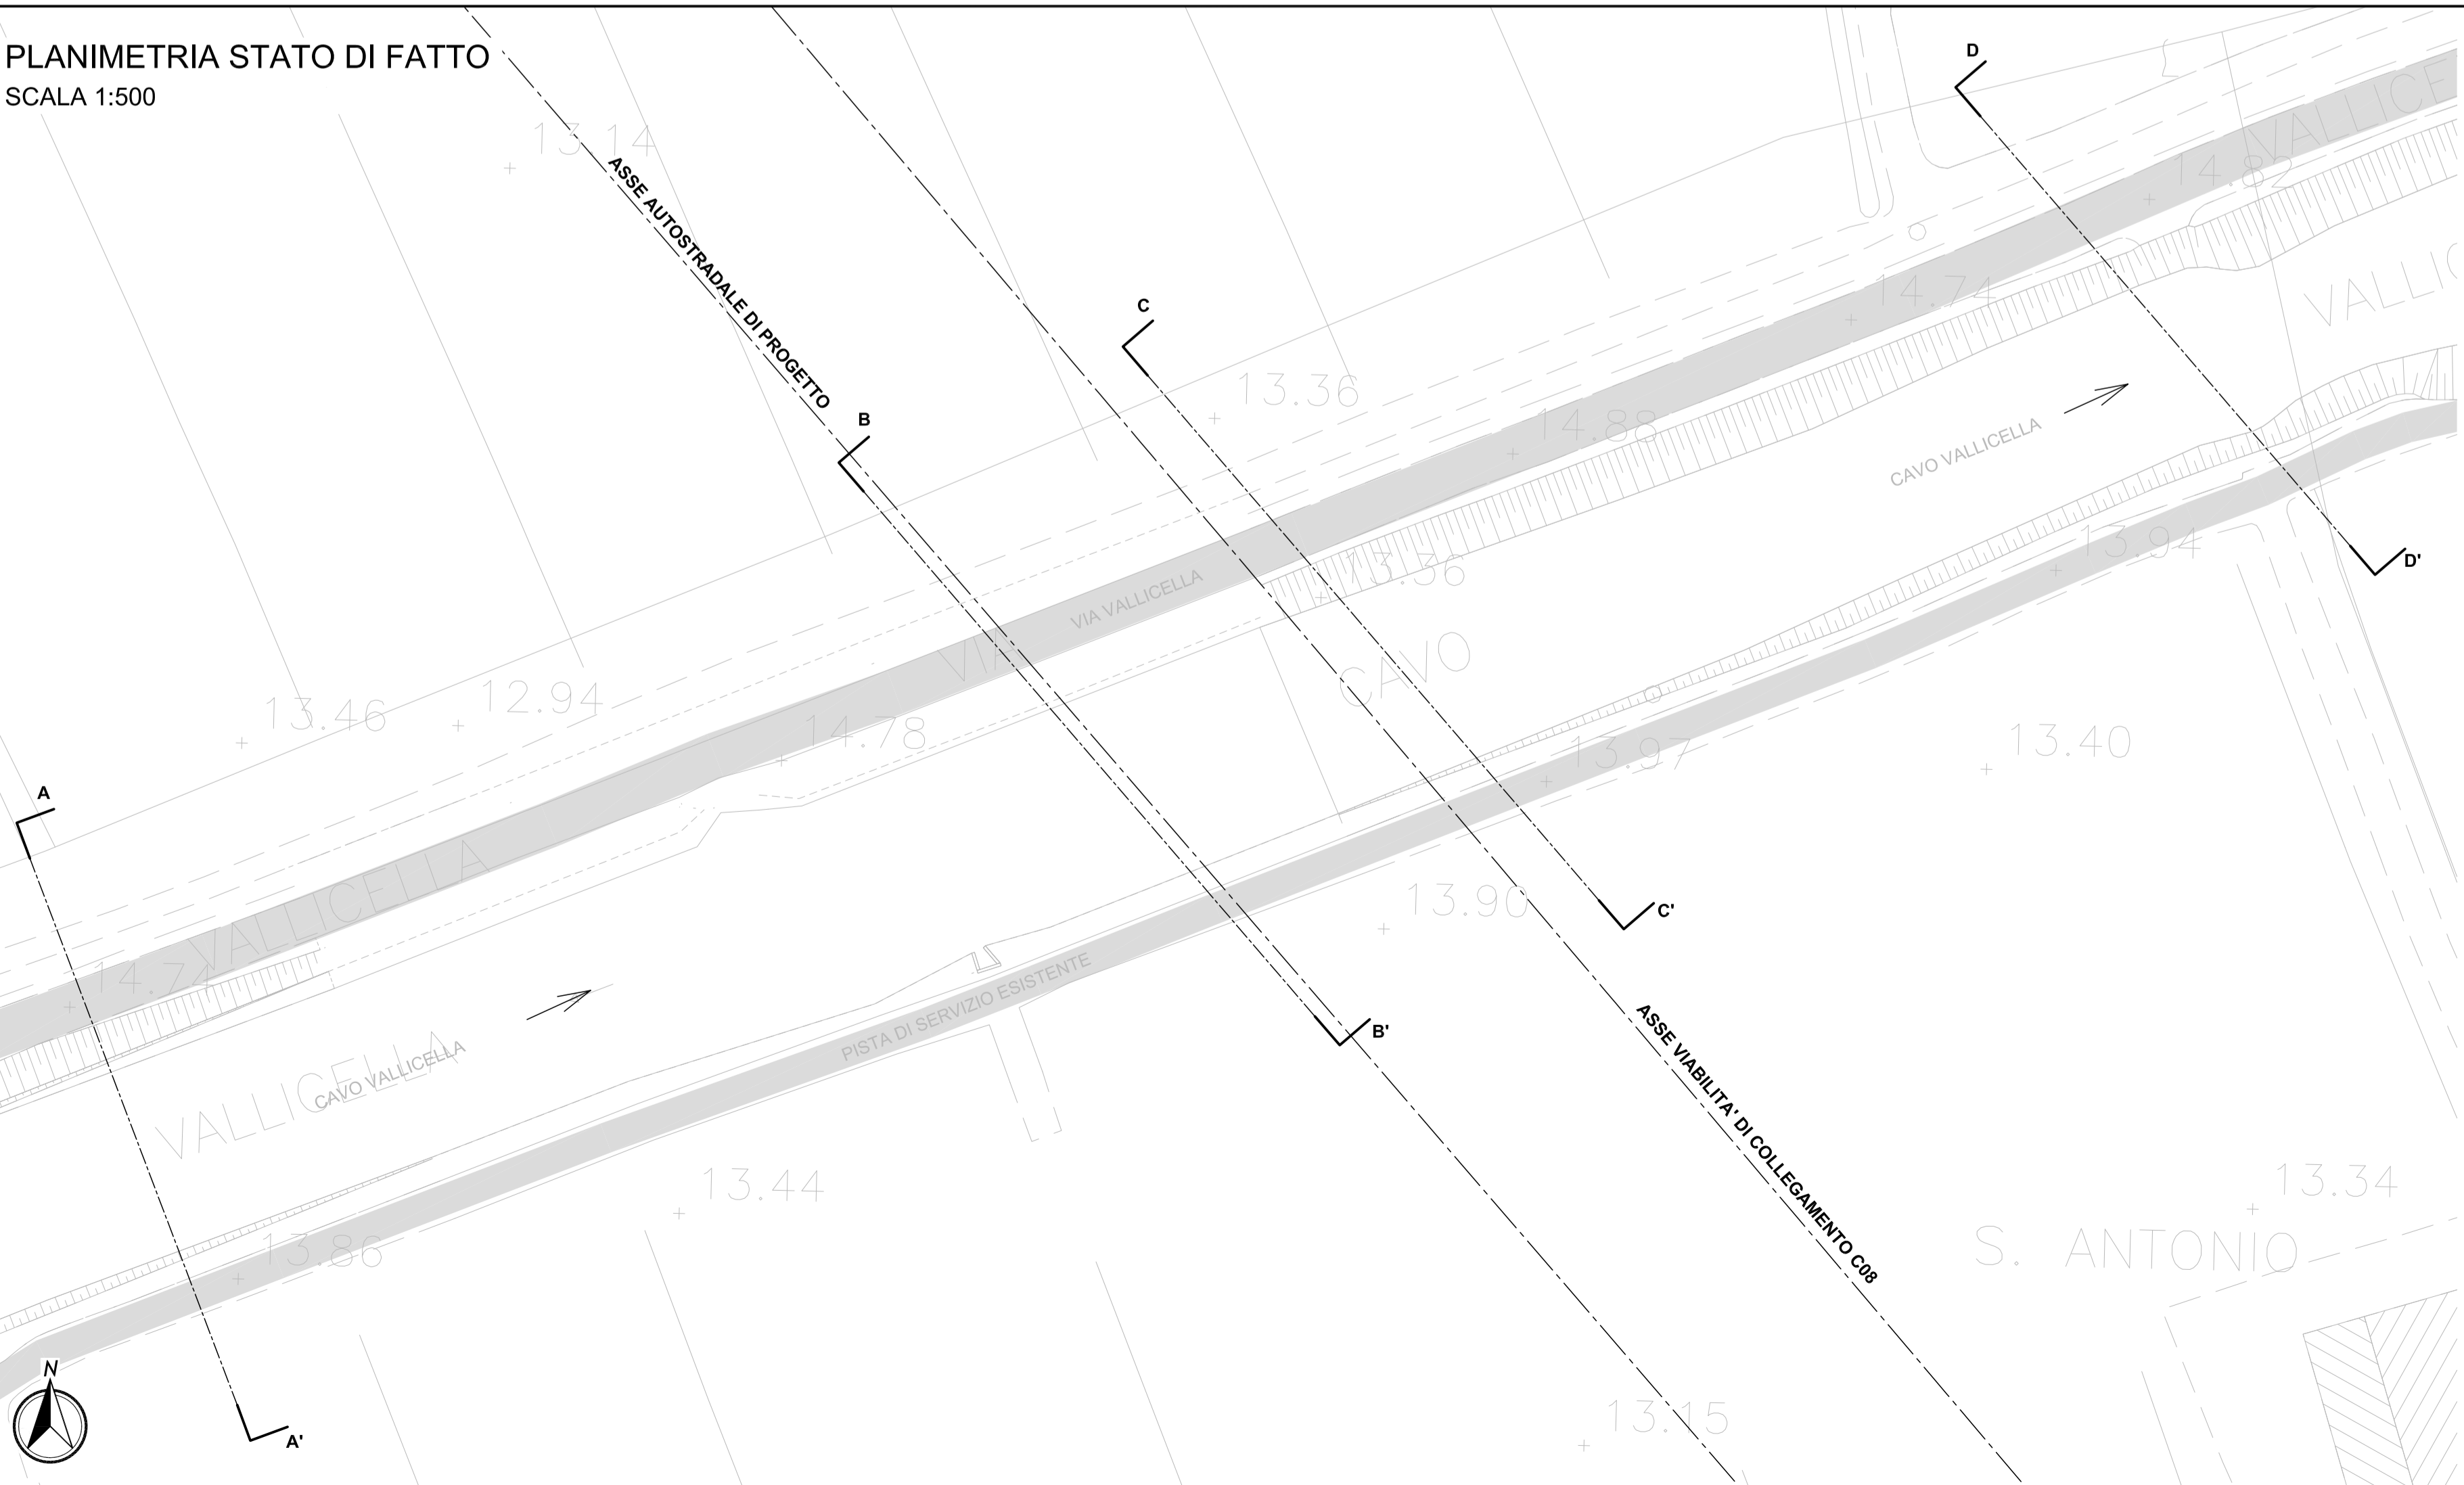 PLANIMETRIA STATO DI FATTO
SCALA 1:500
D
VALLICE
13.14
14.82
ASSE AUTOSTRADALE DI PROGETTO
VALLIC
C
14.74
13.36
B
14.88
CAVO VALLICELLA
13.94
D'
13.36
VIA VALLICELLA
VIA
CAVO
13.46
12.94
14.78
13.97
13.40
A
VALLICELLA
13.90
C'
14.74
PISTA DI SERVIZIO ESISTENTE
B'
VALLICELLA
CAVO VALLICELLA
ASSE VIABILITA' DI COLLEGAMENTO C08
13.44
13.34
13.86
S. ANTONIO
N
13.15
A'